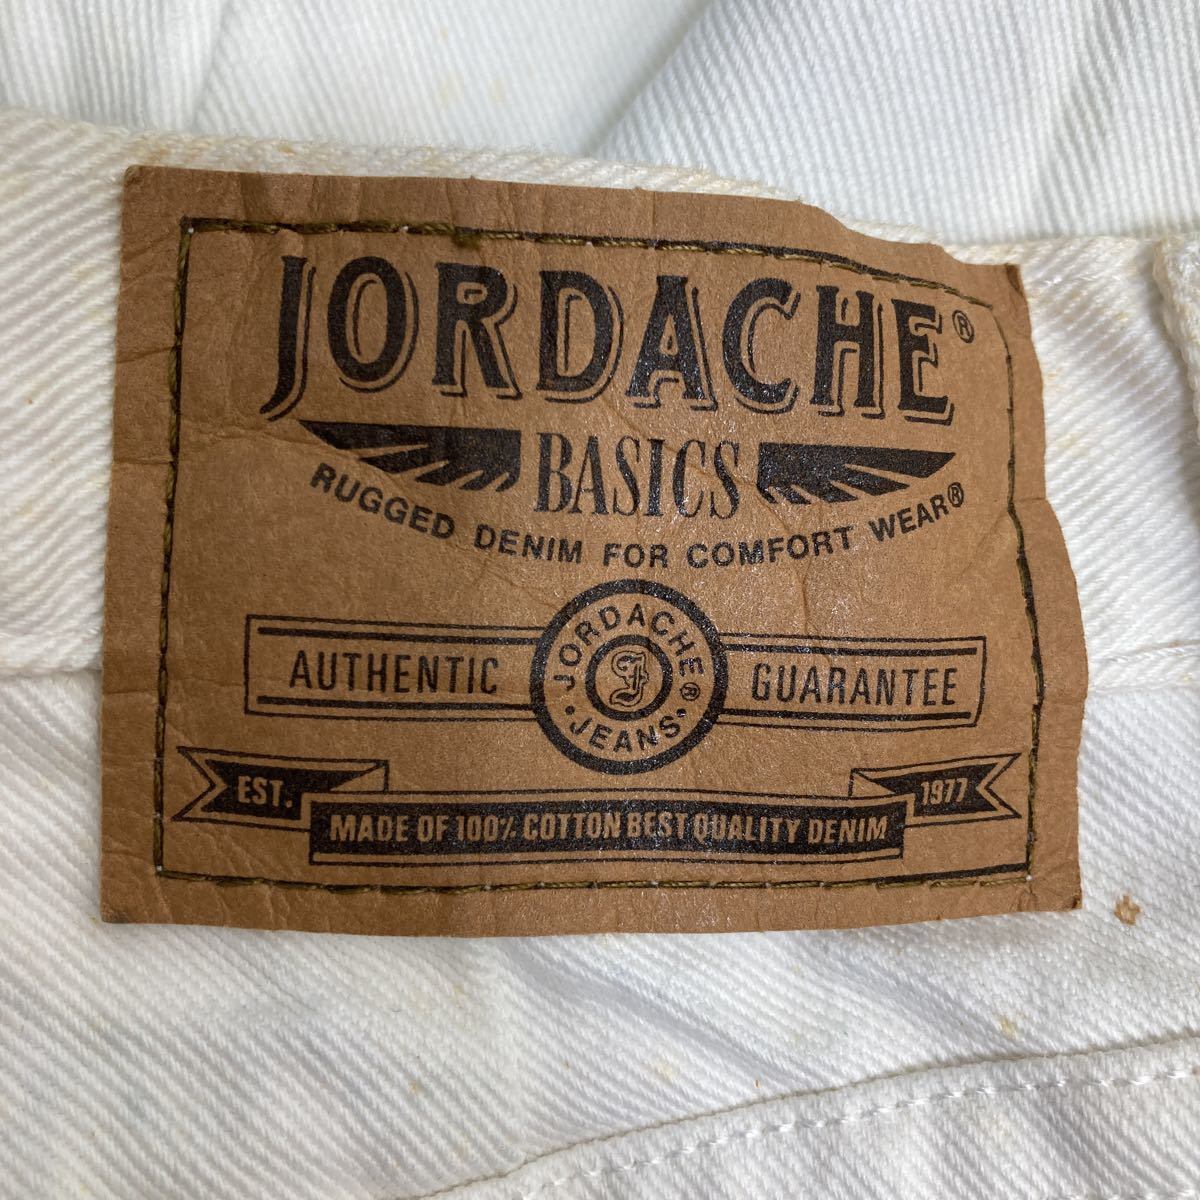 JORDACHE®
BASICS
RUGGED DENIM FOR COMFORT WEAR®
AUTHENTIC
JORDACHE®
J
• JEANS •
GUARANTEE
EST.
1977
MADE OF 100% COTTON BEST QUALITY DENIM